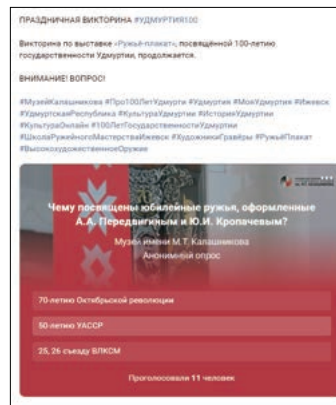 ПРАЗДНИЧНАЯ ВИКТОРИНА #УДМУРТИЯ100
Викторина по выставке «Ружьё-плакат», посвящённой 100-летию
государственности Удмуртии, продолжается.
ВНИМАНИЕ! ВОПРОС!
#МузейКалашникова #Про100ЛетУдмурти #Удмуртия #МояУдмуртия #Ижевск
#УдмуртскаяРеспублика #КультураУдмуртии #ИсторияУдмуртии
#КультураОнлайн #100ЛетГосударственностиУдмуртии
#ШколаРужейногоМастерстваИжевск #ХудожникиГравёры #РужьёПлакат
#ВысокохудожественноеОружие
Чему посвящены юбилейные ружья, оформленные
А.А. Передвигиным и Ю.И. Кропачевым?
Музей имени М.Т. Калашникова
Анонимный опрос
70-летию Октябрьской революции
50-летию УАССР
25, 26 съезду ВЛКСМ
Проголосовали 11 человек